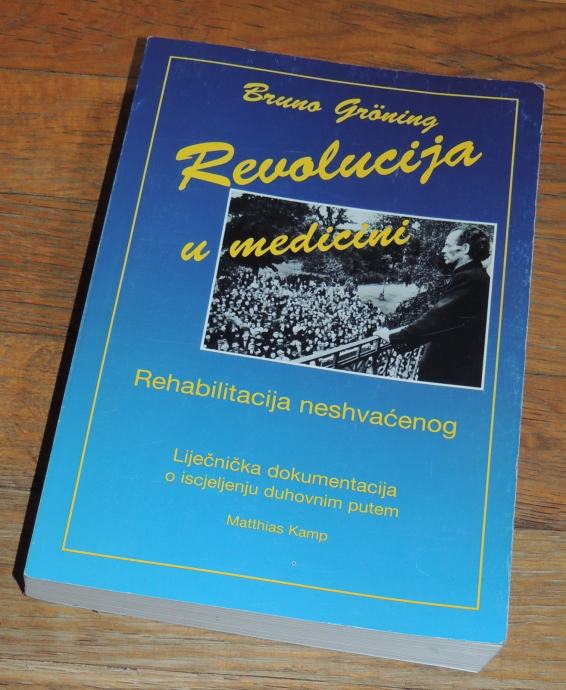 Bruno Gröning
Revolucija
u medicini
Rehabilitacija neshvaćenog
Liječnička dokumentacija
o iscjeljenju duhovnim putem
Matthias Kamp